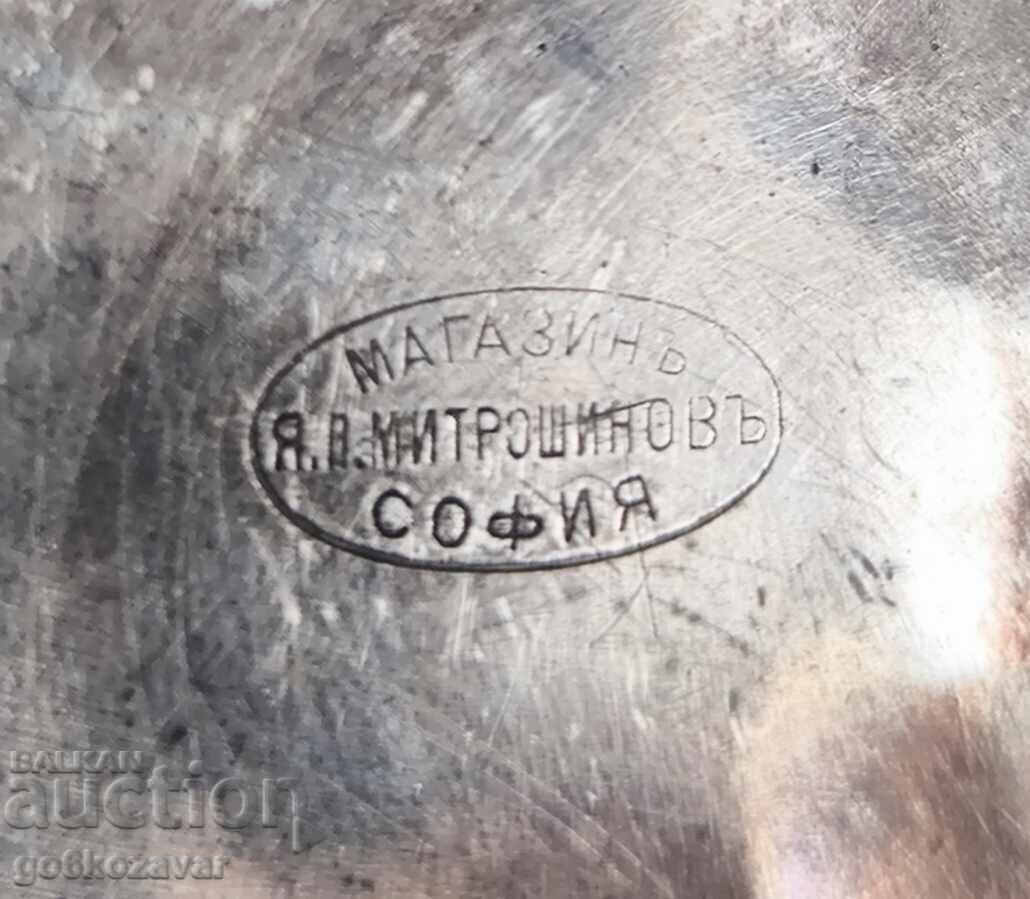 МАГАЗИНЪ
Я.П.МИТРОШИНОВЪ
СОФИЯ
BALKAN
auction
go6kozavar